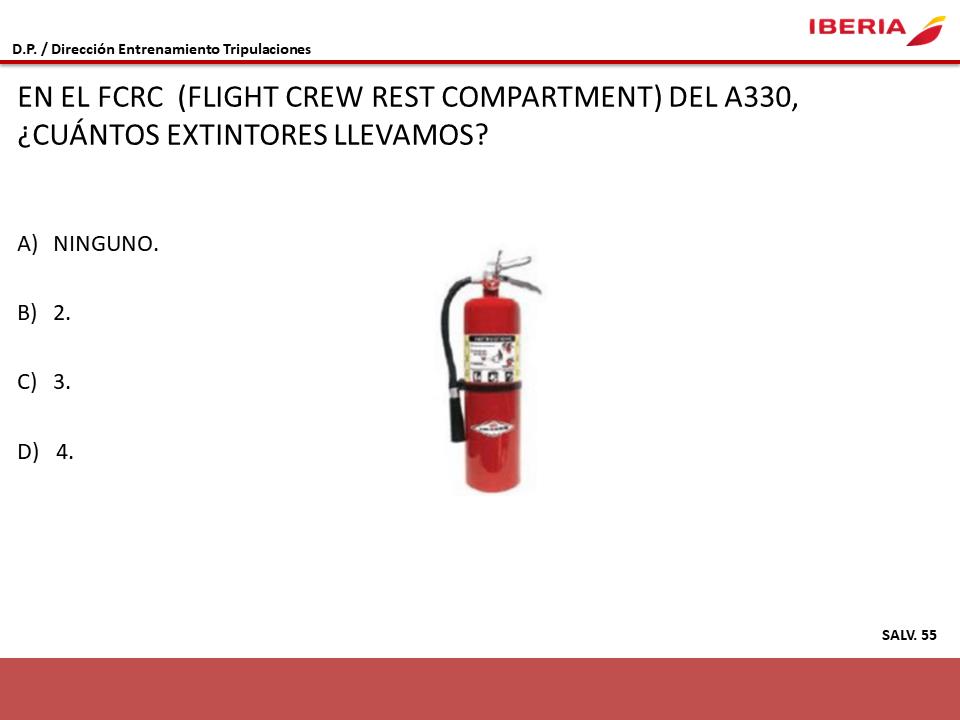 IBERIA
D.P. / Dirección Entrenamiento Tripulaciones
EN EL FCRC (FLIGHT CREW REST COMPARTMENT) DEL A330,
¿CUÁNTOS EXTINTORES LLEVAMOS?
A) NINGUNO.
B) 2.
C) 3.
D) 4.
SALV. 55